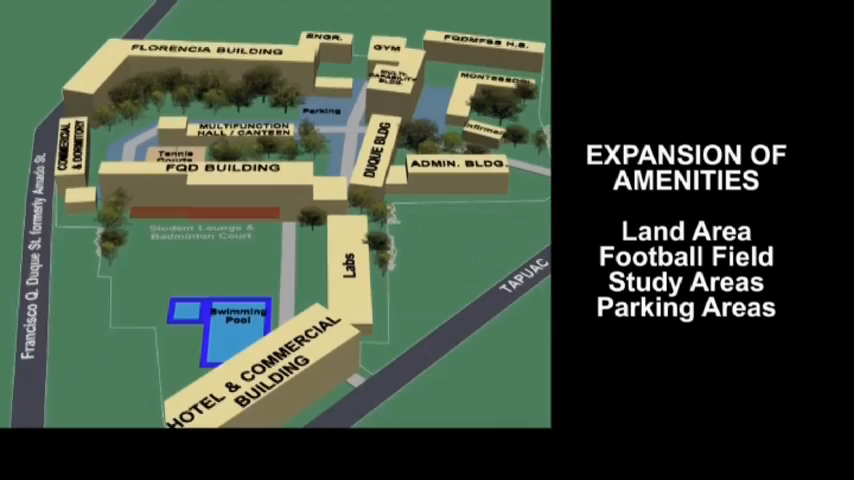 FLORENCIA BUILDING
ENGR.
GYM
FQDMFSS H.S.
MULTI
CAPABILITY
BLDG.
MONTESSORI
Parking
COMMERCIAL
& DORMITORY
MULTIFUNCTION
HALL / CANTEEN
Infirmary
Tennis
Courts
DUQUE BLDG
FQD BUILDING
ADMIN. BLDG.
Student Lounge &
Badminton Court
Labs
Swimming
Pool
TAPUAC
HOTEL & COMMERCIAL
BUILDING
Francisco Q. Duque St. formerly Amado St.
EXPANSION OF
AMENITIES
Land Area
Football Field
Study Areas
Parking Areas